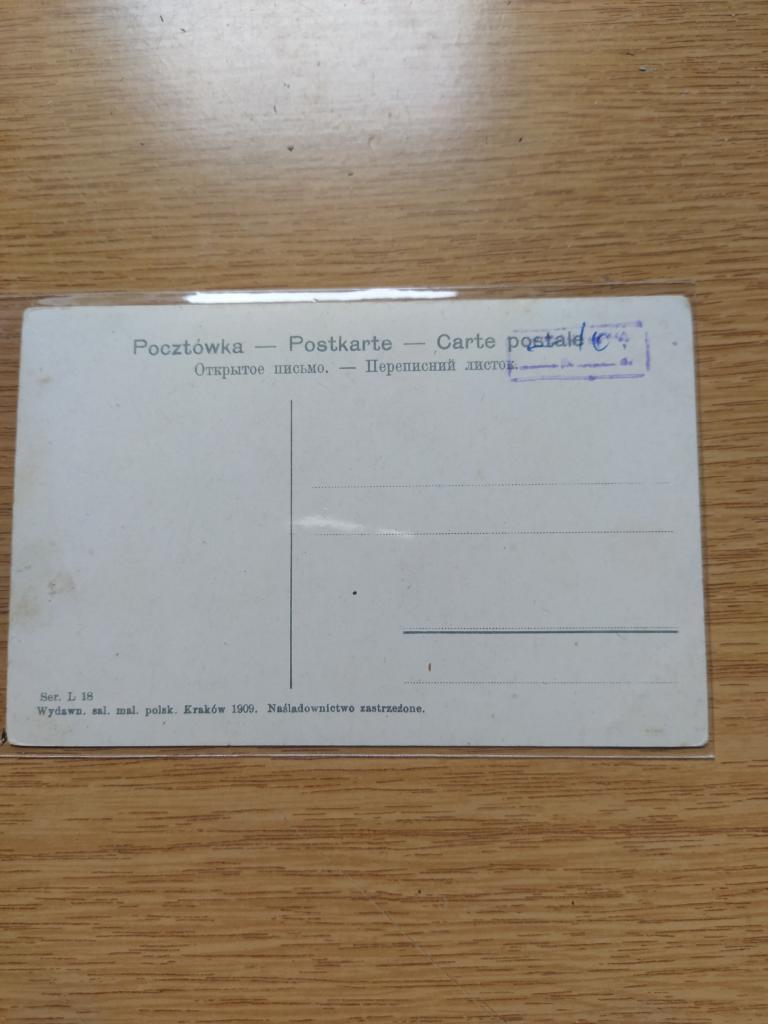 Pocztówka — Postkarte — Carte postale
Открытое письмо. — Переписний листок.
Ser. L 18
Wydawn. sal. mal. polsk. Kraków 1909. Naśladownictwo zastrzeżone.